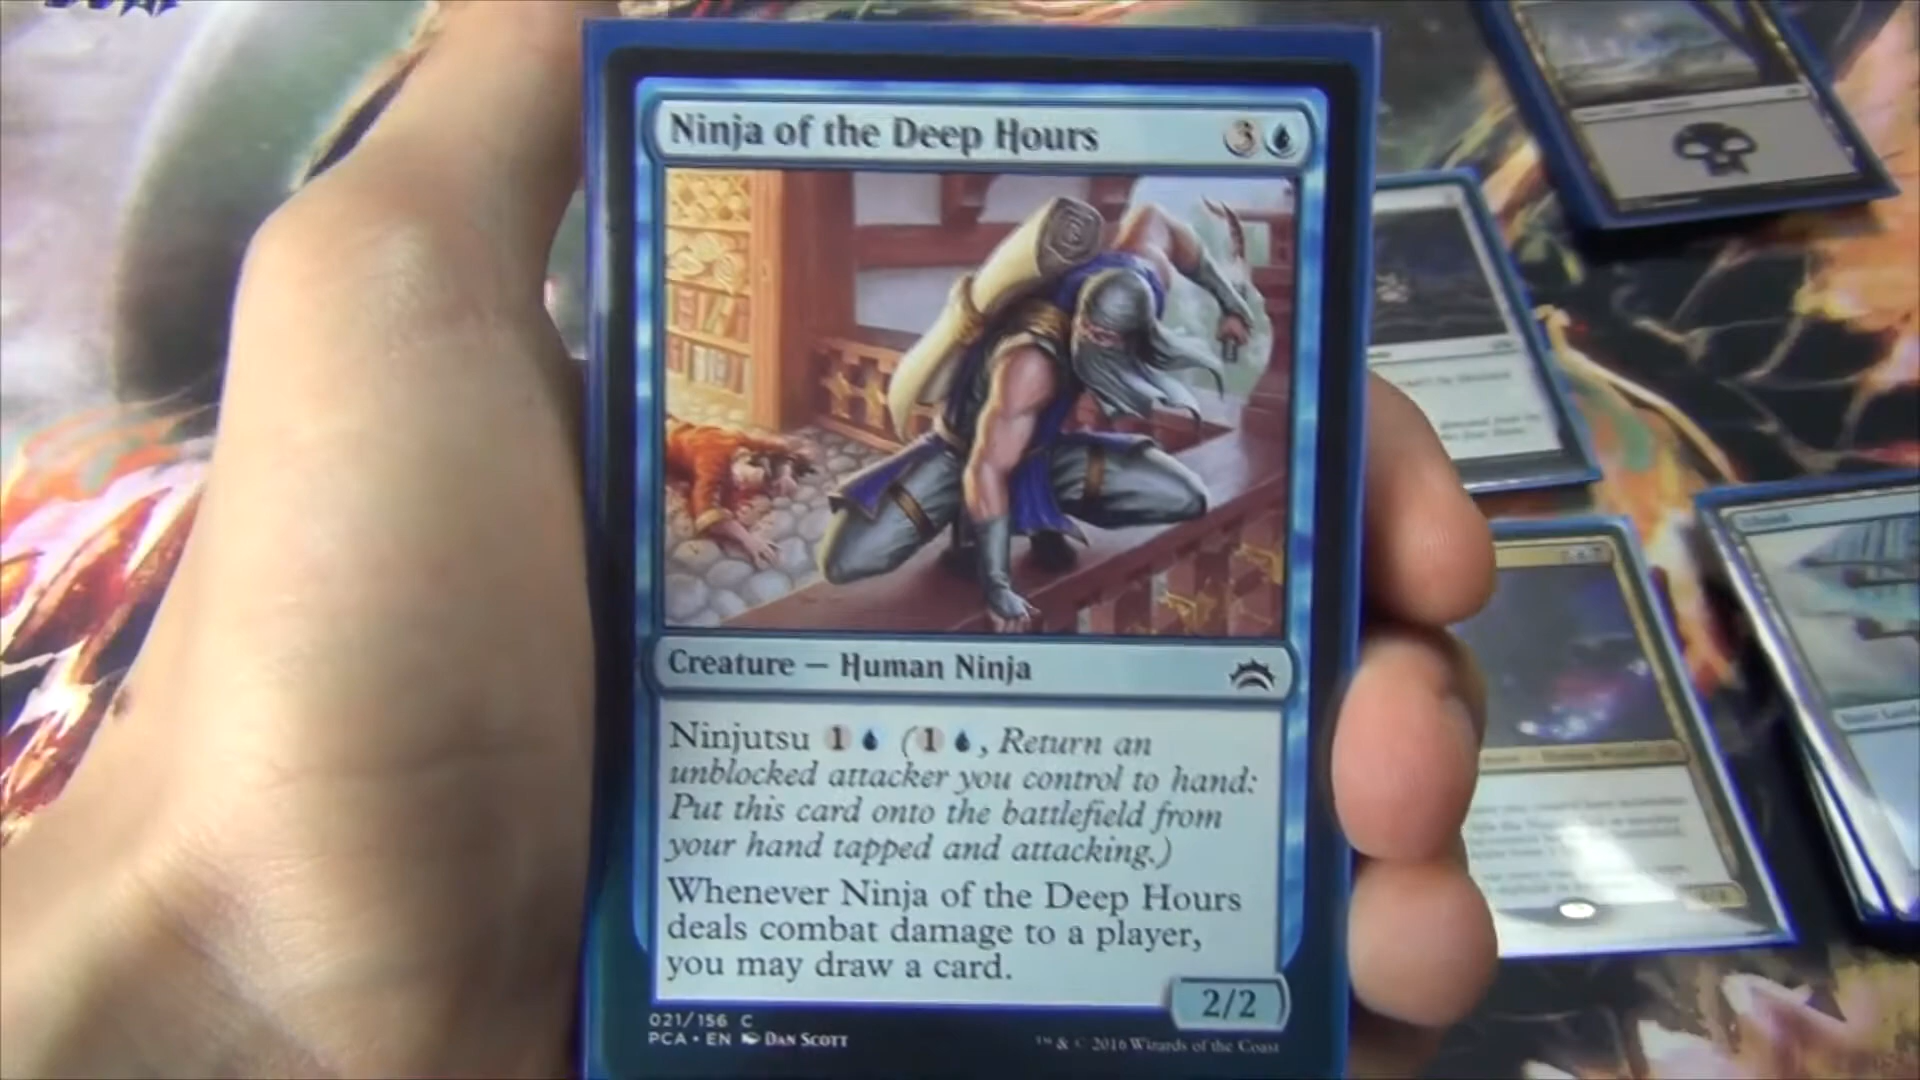 Ninja of the Deep Hours 3
Creature — Human Ninja
Ninjutsu 1 (1 , Return an
unblocked attacker you control to hand:
Put this card onto the battlefield from
your hand tapped and attacking.)
Whenever Ninja of the Deep Hours
deals combat damage to a player,
you may draw a card.
2/2
021/156 C
PCA • EN Dan Scott
™ & © 2016 Wizards of the Coast
Island